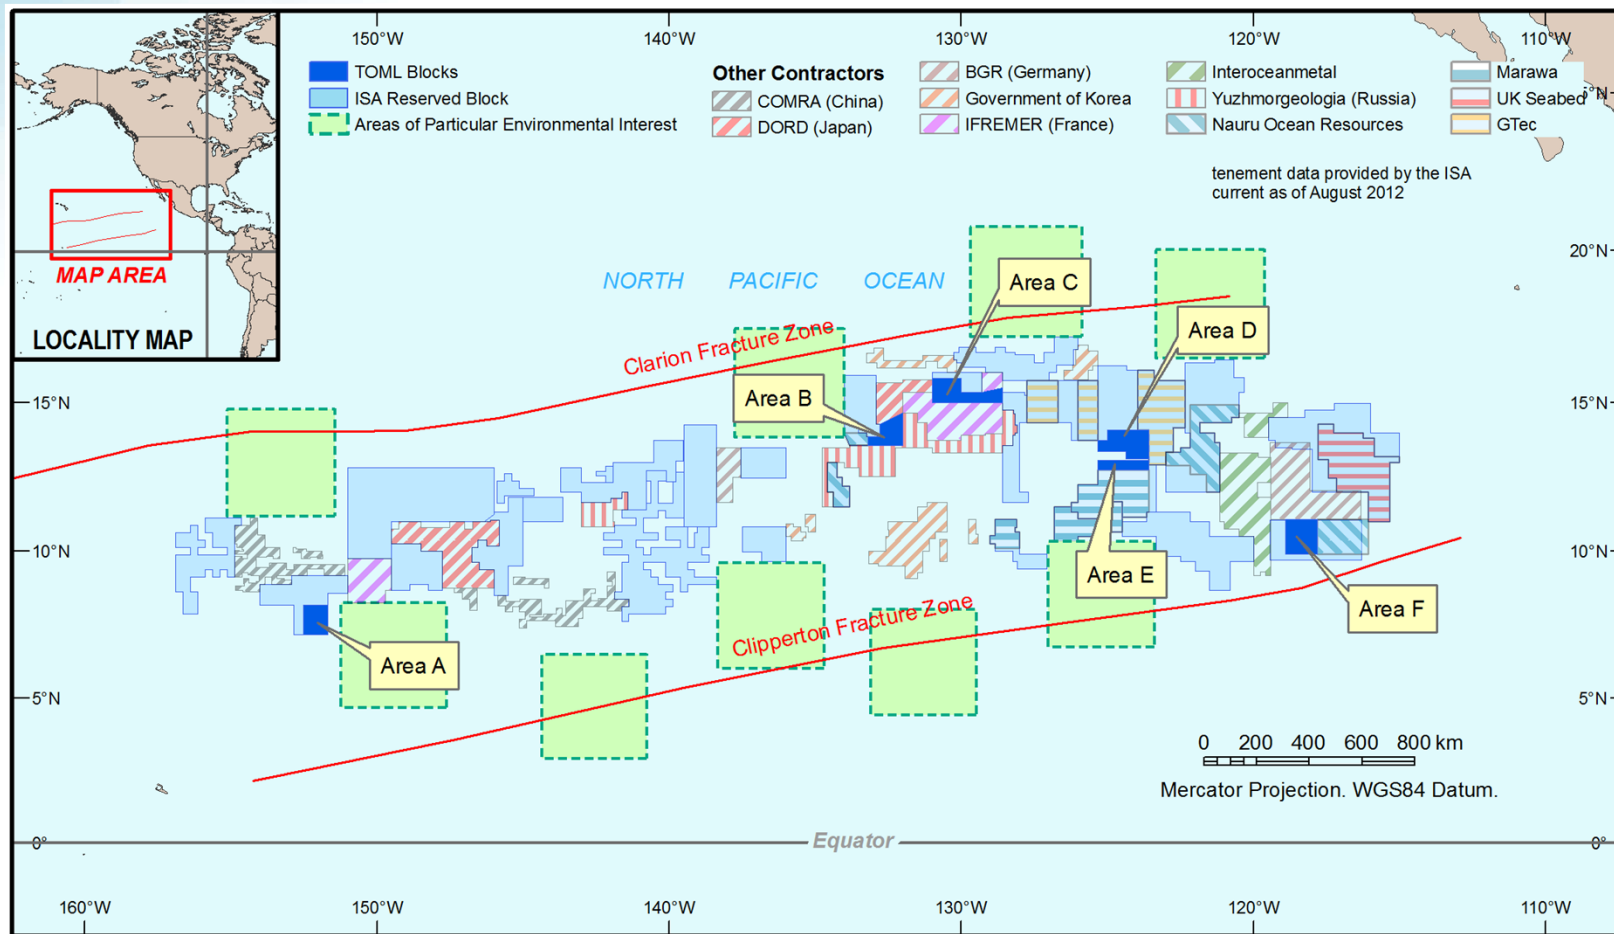 150°W
140°W
130°W
120°W
110°W
TOML Blocks
ISA Reserved Block
Areas of Particular Environmental Interest
Other Contractors
COMRA (China)
DORD (Japan)
BGR (Germany)
Government of Korea
IFREMER (France)
Interoceanmetal
Yuzhmorgeologia (Russia)
Nauru Ocean Resources
Marawa
UK Seabed
GTec
5°N
tenement data provided by the ISA
current as of August 2012
MAP AREA
LOCALITY MAP
NORTH PACIFIC OCEAN
20°N
Area C
Area D
Clarion Fracture Zone
Area B
15°N
15°N
10°N
10°N
Area E
Area F
Clipperton Fracture Zone
Area A
5°N
5°N
0 200 400 600 800 km
Mercator Projection. WGS84 Datum.
0°
Equator
0°
160°W
150°W
140°W
130°W
120°W
110°W